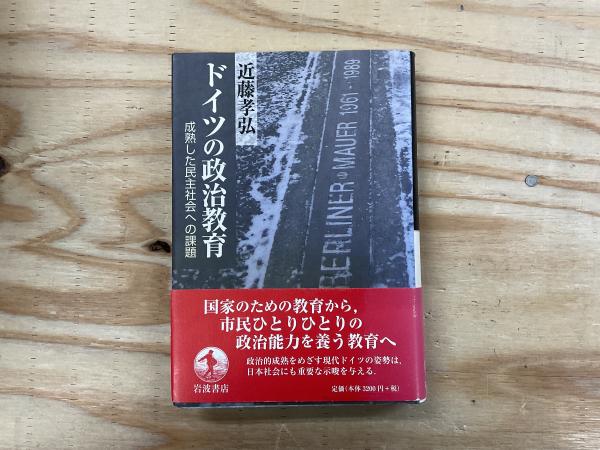 近藤孝弘
ドイツの政治教育
成熟した民主社会への課題
BERLINER MAUER 1961-1989
国家のための教育から,
市民ひとりひとりの
政治能力を養う教育へ
政治的成熟をめざす現代ドイツの姿勢は,
日本社会にも重要な示唆を与える.
岩波書店
定価(本体3200円+税)